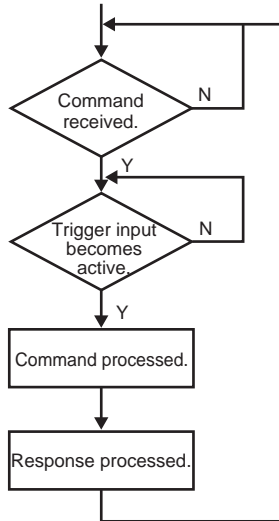 Command
received.
N
Y
Trigger input
becomes
active.
N
Y
Command processed.
Response processed.